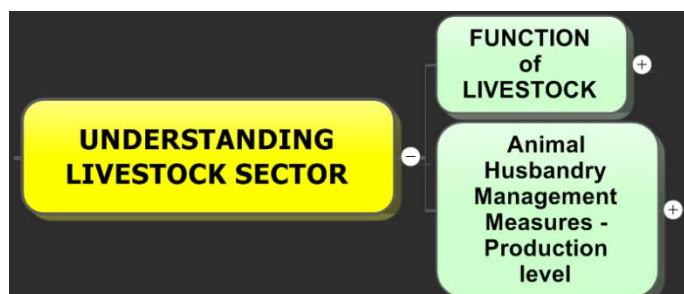 UNDERSTANDING
LIVESTOCK SECTOR
FUNCTION
of
LIVESTOCK
Animal
Husbandry
Management
Measures -
Production
level